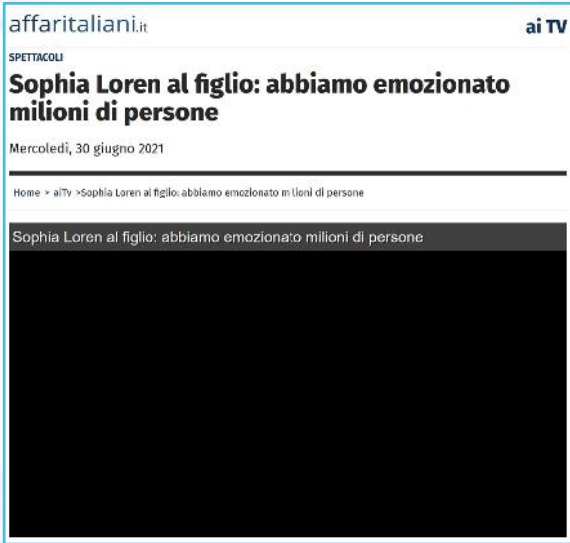 affaritaliani.it
ai TV
SPETTACOLI
Sophia Loren al figlio: abbiamo emozionato
milioni di persone
Mercoledì, 30 giugno 2021
Home > aiTv >Sophia Loren al figlio: abbiamo emozionato m lioni di persone
Sophia Loren al figlio: abbiamo emozionato milioni di persone